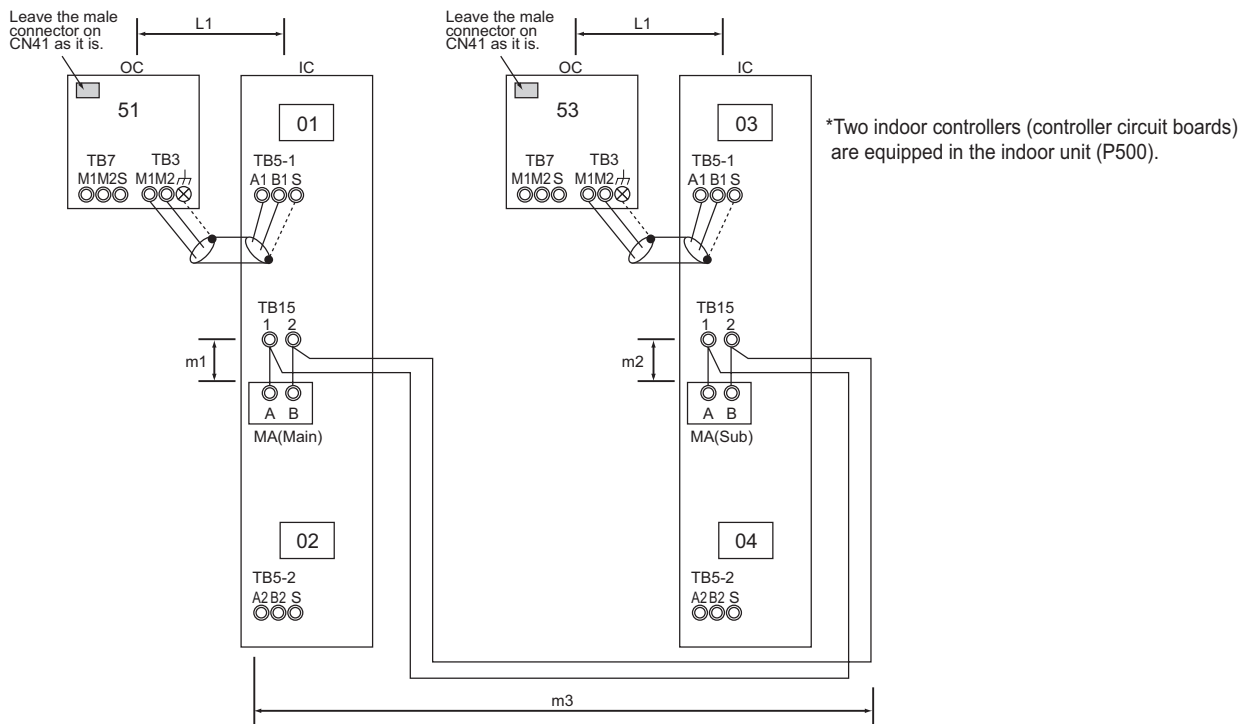 Leave the male
connector on
CN41 as it is.
L1
OC
IC
51
01
TB7
TB3
TB5-1
M1M2S
M1M2
A1 B1 S
TB15
1 2
m1
A B
MA(Main)
02
TB5-2
A2B2 S
Leave the male
connector on
CN41 as it is.
L1
OC
IC
53
03
TB7
TB3
TB5-1
M1M2S
M1M2
A1 B1 S
TB15
1 2
m2
A B
MA(Sub)
04
TB5-2
A2B2 S
m3
*Two indoor controllers (controller circuit boards)
are equipped in the indoor unit (P500).